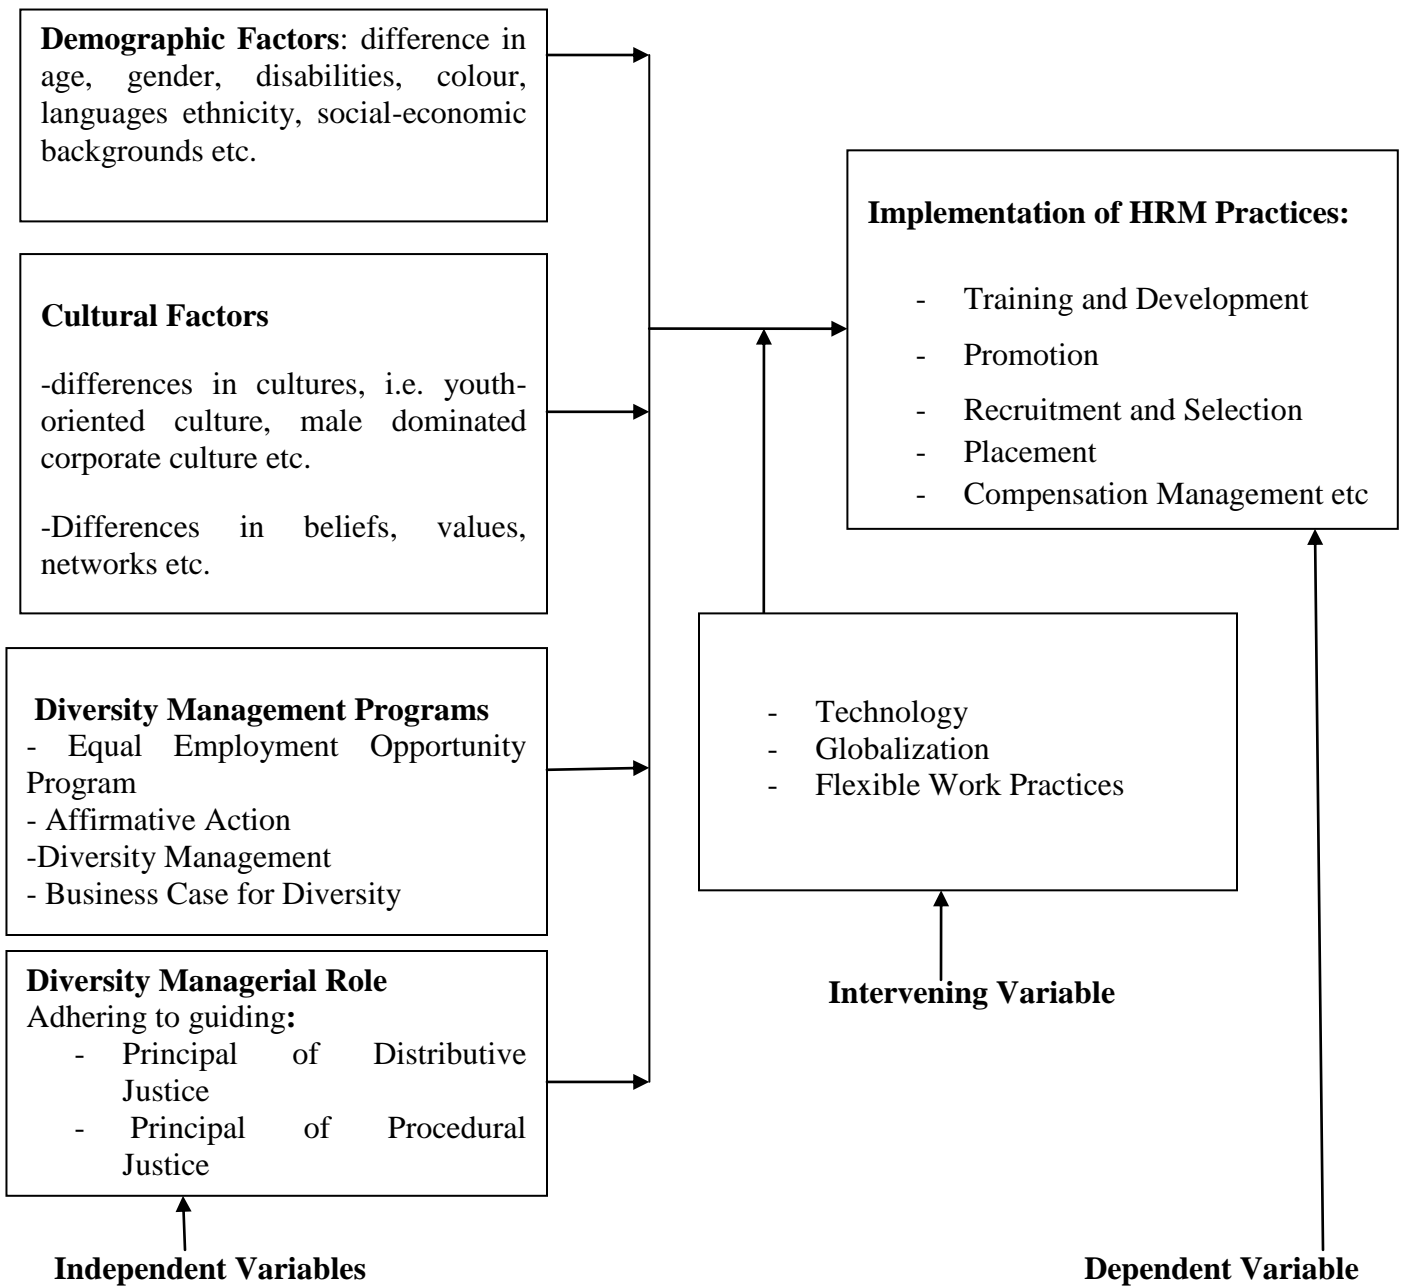 Demographic Factors: difference in
age, gender, disabilities, colour,
languages ethnicity, social-economic
backgrounds etc.
Cultural Factors
-differences in cultures, i.e. youth-
oriented culture, male dominated
corporate culture etc.
-Differences in beliefs, values,
networks etc.
Diversity Management Programs
- Equal Employment Opportunity
Program
- Affirmative Action
-Diversity Management
- Business Case for Diversity
Diversity Managerial Role
Adhering to guiding:
- Principal of Distributive
Justice
- Principal of Procedural
Justice
Independent Variables
Implementation of HRM Practices:
- Training and Development
- Promotion
- Recruitment and Selection
- Placement
- Compensation Management etc
- Technology
- Globalization
- Flexible Work Practices
Intervening Variable
Dependent Variable